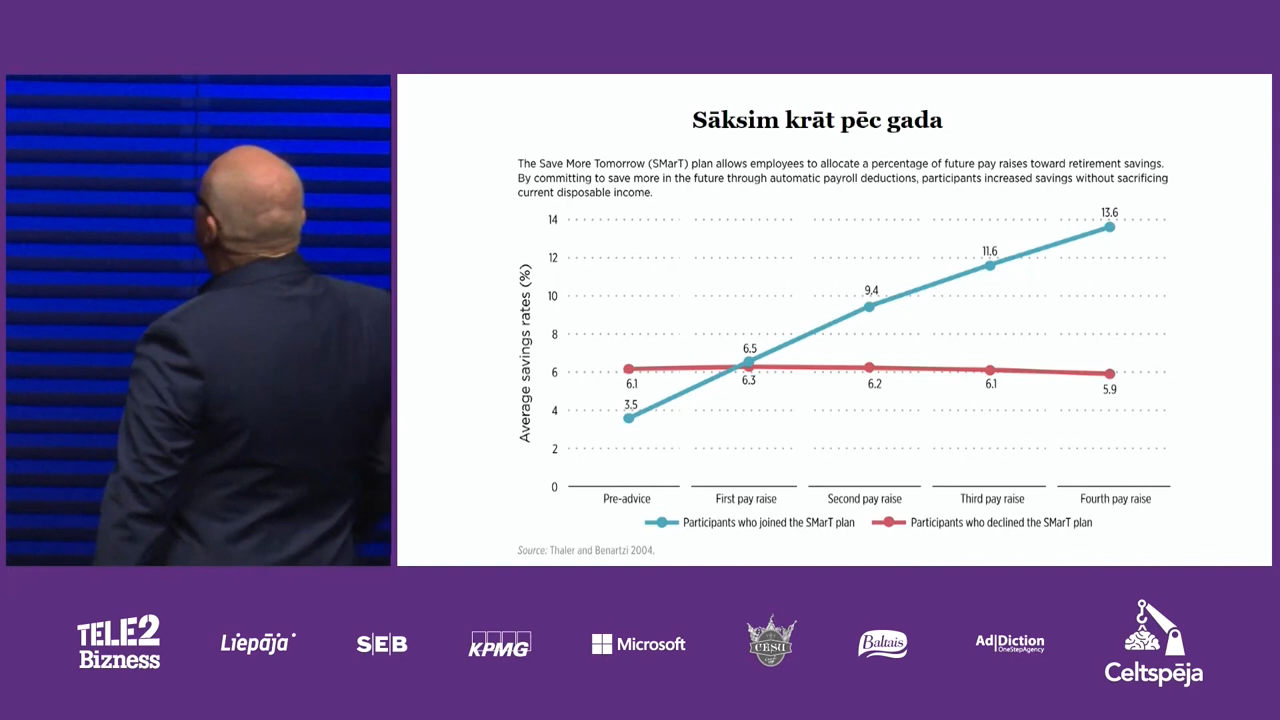 Sāksim krāt pēc gada
The Save More Tomorrow (SMarT) plan allows employees to allocate a percentage of future pay raises toward retirement savings.
By committing to save more in the future through automatic payroll deductions, participants increased savings without sacrificing
current disposable income.
Average savings rates (%)
14
12
10
8
6
4
2
0
3.5
6.5
9.4
11.6
13.6
6.1
6.3
6.2
6.1
5.9
Pre-advice
First pay raise
Second pay raise
Third pay raise
Fourth pay raise
Participants who joined the SMarT plan
Participants who declined the SMarT plan
Source: Thaler and Benartzi 2004.
TELE2
Bizness
Liepāja
S|E|B
KPMG
Microsoft
Baltais
Ad|Diction
OneStepAgency
Celtspēja